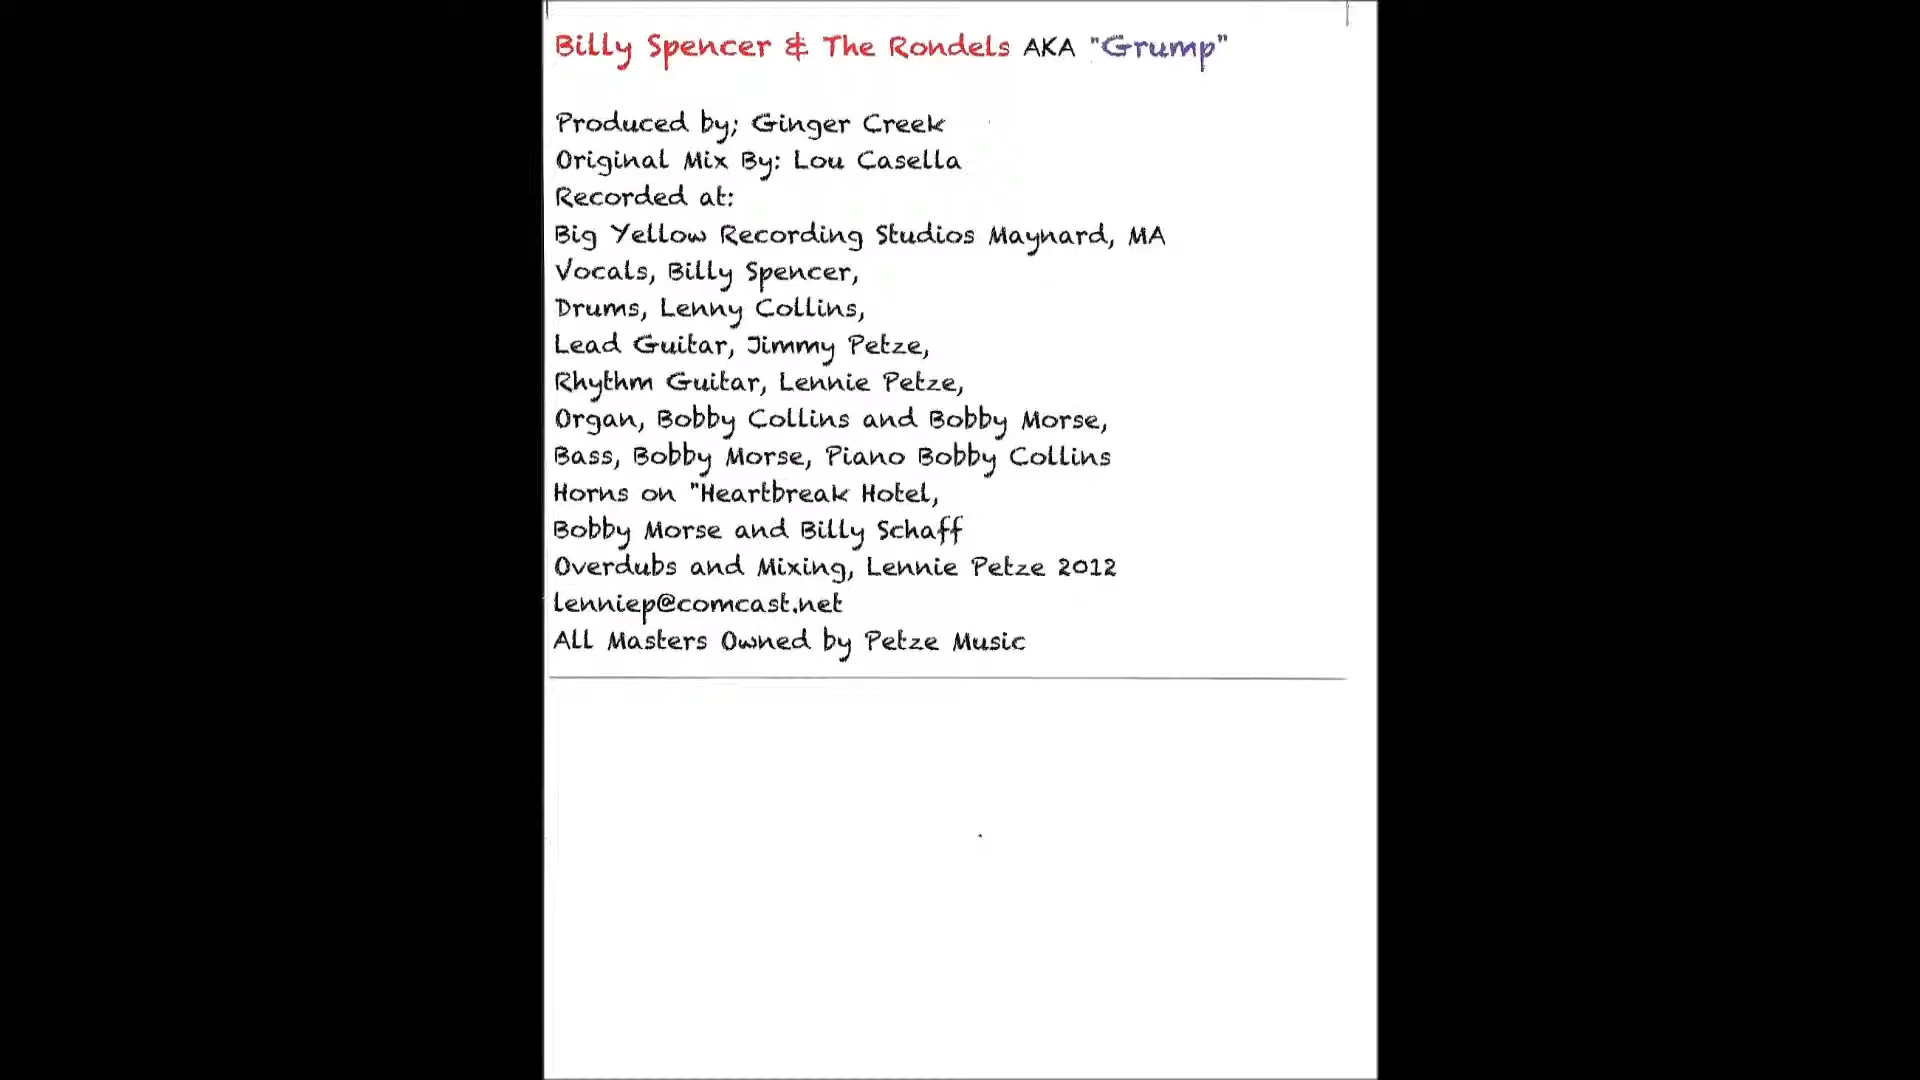 Billy Spencer & The Rondels AKA "Grump"
Produced by; Ginger Creek
Original Mix By: Lou Casella
Recorded at:
Big Yellow Recording Studios Maynard, MA
Vocals, Billy Spencer,
Drums, Lenny Collins,
Lead Guitar, Jimmy Petze,
Rhythm Guitar, Lennie Petze,
Organ, Bobby Collins and Bobby Morse,
Bass, Bobby Morse, Piano Bobby Collins
Horns on "Heartbreak Hotel,
Bobby Morse and Billy Schaff
Overdubs and Mixing, Lennie Petze 2012
lenniep@comcast.net
All Masters Owned by Petze Music